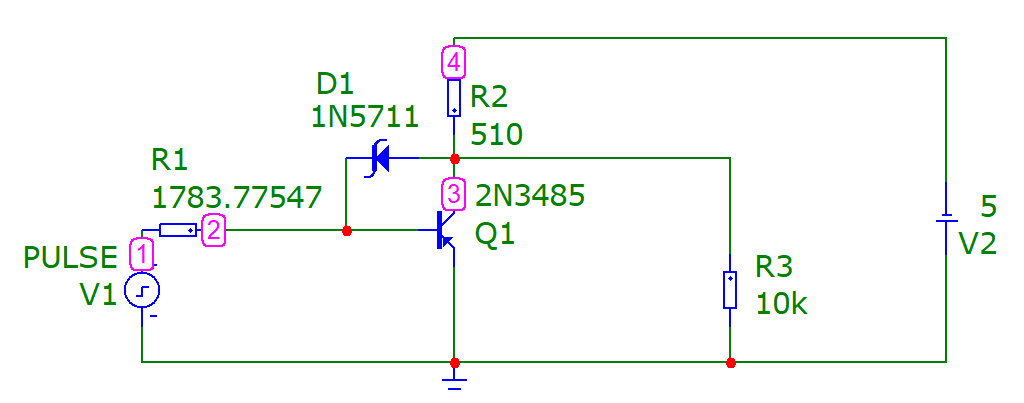 4
D1
R2
1N5711
510
R1
1783.77547
3
2N3485
5
2
Q1
V2
PULSE
1
R3
V1
10k